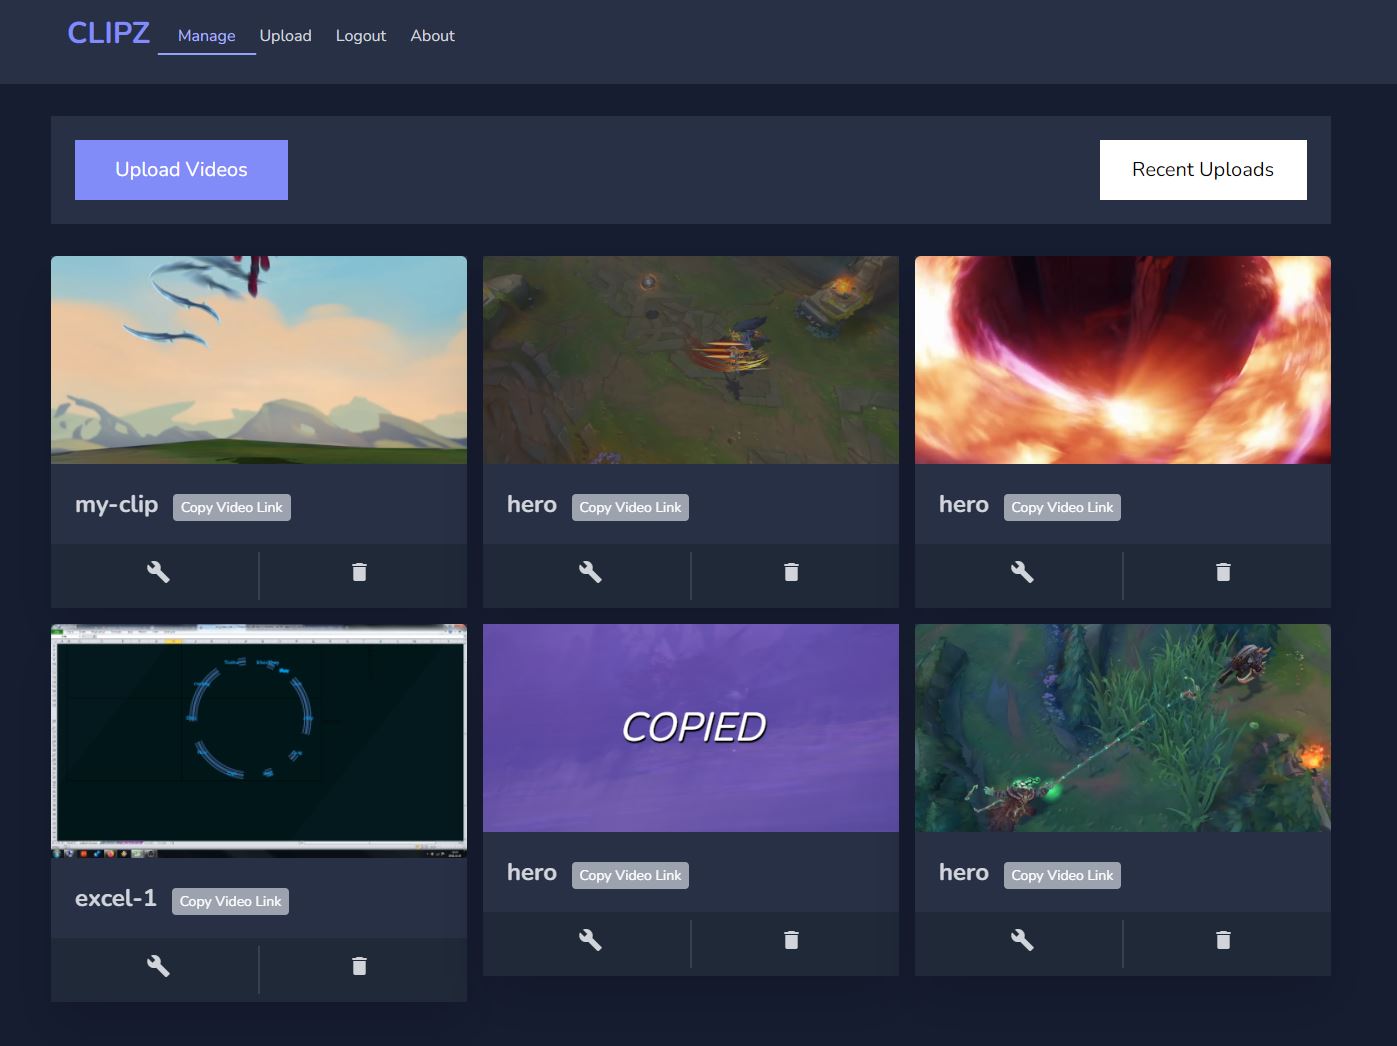 CLIPZ Manage Upload Logout About
Upload Videos
Recent Uploads
my-clip Copy Video Link
hero Copy Video Link
hero Copy Video Link
COPIED
excel-1 Copy Video Link
hero Copy Video Link
hero Copy Video Link